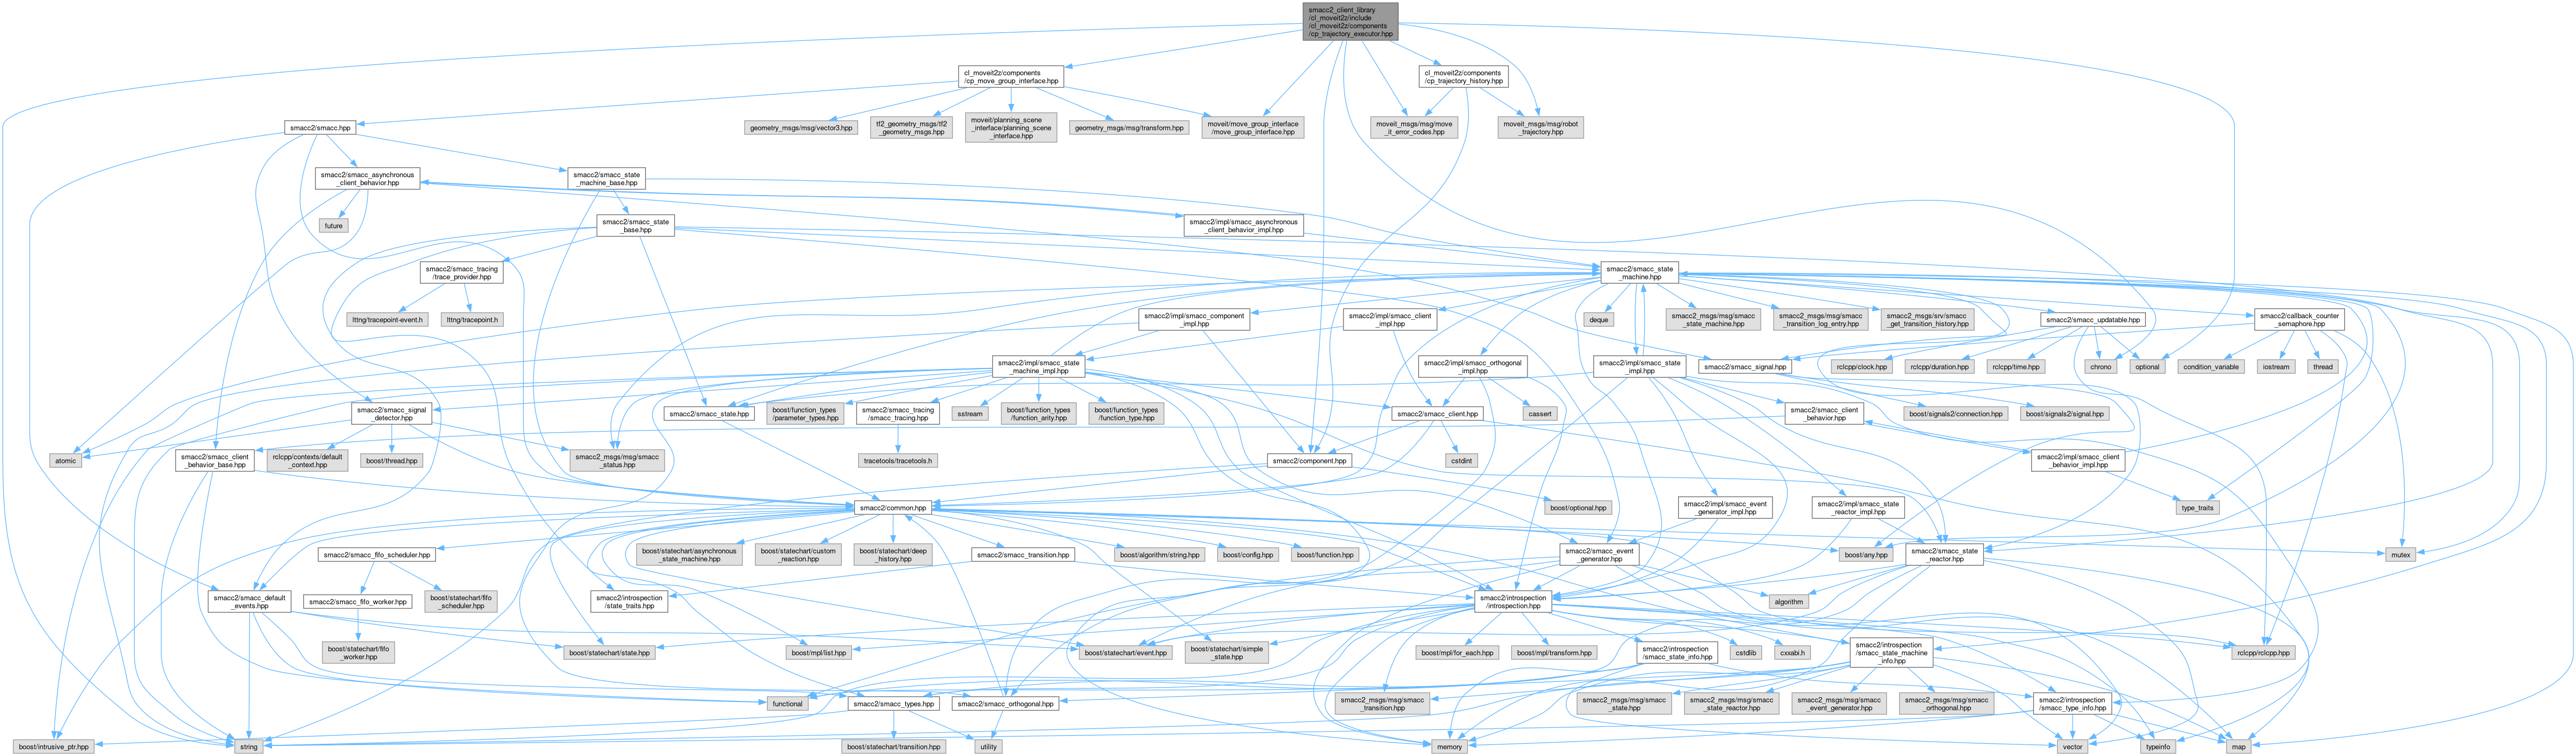 smacc2_client_library
/cl_moveit2z/include
/cl_moveit2z/components
/cp_trajectory_executor.hpp
cl_moveit2z/components
/cp_move_group_interface.hpp
cl_moveit2z/components
/cp_trajectory_history.hpp
smacc2/smacc.hpp
geometry_msgs/msg/vector3.hpp
tf2_geometry_msgs/tf2
_geometry_msgs.hpp
moveit/planning_scene
_interface/planning_scene
_interface.hpp
geometry_msgs/msg/transform.hpp
moveit/move_group_interface
/move_group_interface.hpp
moveit_msgs/msg/move
_it_error_codes.hpp
moveit_msgs/msg/robot
_trajectory.hpp
smacc2/smacc_asynchronous
_client_behavior.hpp
smacc2/smacc_state
_machine_base.hpp
future
smacc2/smacc_state
_base.hpp
smacc2/impl/smacc_asynchronous
_client_behavior_impl.hpp
smacc2/smacc_tracing
/trace_provider.hpp
smacc2/smacc_state
_machine.hpp
lttng/tracepoint-event.h
lttng/tracepoint.h
smacc2/impl/smacc_component
_impl.hpp
smacc2/impl/smacc_client
_impl.hpp
deque
smacc2_msgs/msg/smacc
_state_machine.hpp
smacc2_msgs/msg/smacc
_transition_log_entry.hpp
smacc2_msgs/srv/smacc
_get_transition_history.hpp
smacc2/smacc_updatable.hpp
smacc2/callback_counter
_semaphore.hpp
smacc2/impl/smacc_state
_machine_impl.hpp
smacc2/impl/smacc_orthogonal
_impl.hpp
smacc2/impl/smacc_state
_impl.hpp
smacc2/smacc_signal.hpp
rclcpp/clock.hpp
rclcpp/duration.hpp
rclcpp/time.hpp
chrono
optional
condition_variable
iostream
thread
smacc2/smacc_signal
_detector.hpp
smacc2/smacc_state.hpp
boost/function_types
/parameter_types.hpp
smacc2/smacc_tracing
/smacc_tracing.hpp
sstream
boost/function_types
/function_arity.hpp
boost/function_types
/function_type.hpp
smacc2/smacc_client.hpp
cassert
smacc2/smacc_client
_behavior.hpp
boost/signals2/connection.hpp
boost/signals2/signal.hpp
atomic
smacc2/smacc_client
_behavior_base.hpp
rclcpp/contexts/default
_context.hpp
boost/thread.hpp
smacc2_msgs/msg/smacc
_status.hpp
tracetools/tracetools.h
smacc2/component.hpp
cstdint
smacc2/impl/smacc_client
_behavior_impl.hpp
smacc2/common.hpp
boost/optional.hpp
smacc2/impl/smacc_event
_generator_impl.hpp
smacc2/impl/smacc_state
_reactor_impl.hpp
type_traits
smacc2/smacc_fifo_scheduler.hpp
boost/statechart/asynchronous
_state_machine.hpp
boost/statechart/custom
_reaction.hpp
boost/statechart/deep
_history.hpp
smacc2/smacc_transition.hpp
boost/algorithm/string.hpp
boost/config.hpp
boost/function.hpp
smacc2/smacc_event
_generator.hpp
boost/any.hpp
smacc2/smacc_state
_reactor.hpp
mutex
smacc2/smacc_default
_events.hpp
smacc2/smacc_fifo_worker.hpp
boost/statechart/fifo
_scheduler.hpp
smacc2/introspection
/state_traits.hpp
smacc2/introspection
/introspection.hpp
algorithm
boost/statechart/fifo
_worker.hpp
boost/statechart/state.hpp
boost/mpl/list.hpp
boost/statechart/event.hpp
boost/statechart/simple
_state.hpp
boost/mpl/for_each.hpp
boost/mpl/transform.hpp
smacc2/introspection
/smacc_state_info.hpp
cstdlib
cxxabi.h
smacc2/introspection
/smacc_state_machine
_info.hpp
rclcpp/rclcpp.hpp
functional
smacc2/smacc_types.hpp
smacc2/smacc_orthogonal.hpp
smacc2_msgs/msg/smacc
_transition.hpp
smacc2_msgs/msg/smacc
_state.hpp
smacc2_msgs/msg/smacc
_state_reactor.hpp
smacc2_msgs/msg/smacc
_event_generator.hpp
smacc2_msgs/msg/smacc
_orthogonal.hpp
smacc2/introspection
/smacc_type_info.hpp
boost/intrusive_ptr.hpp
string
boost/statechart/transition.hpp
utility
memory
vector
typeinfo
map